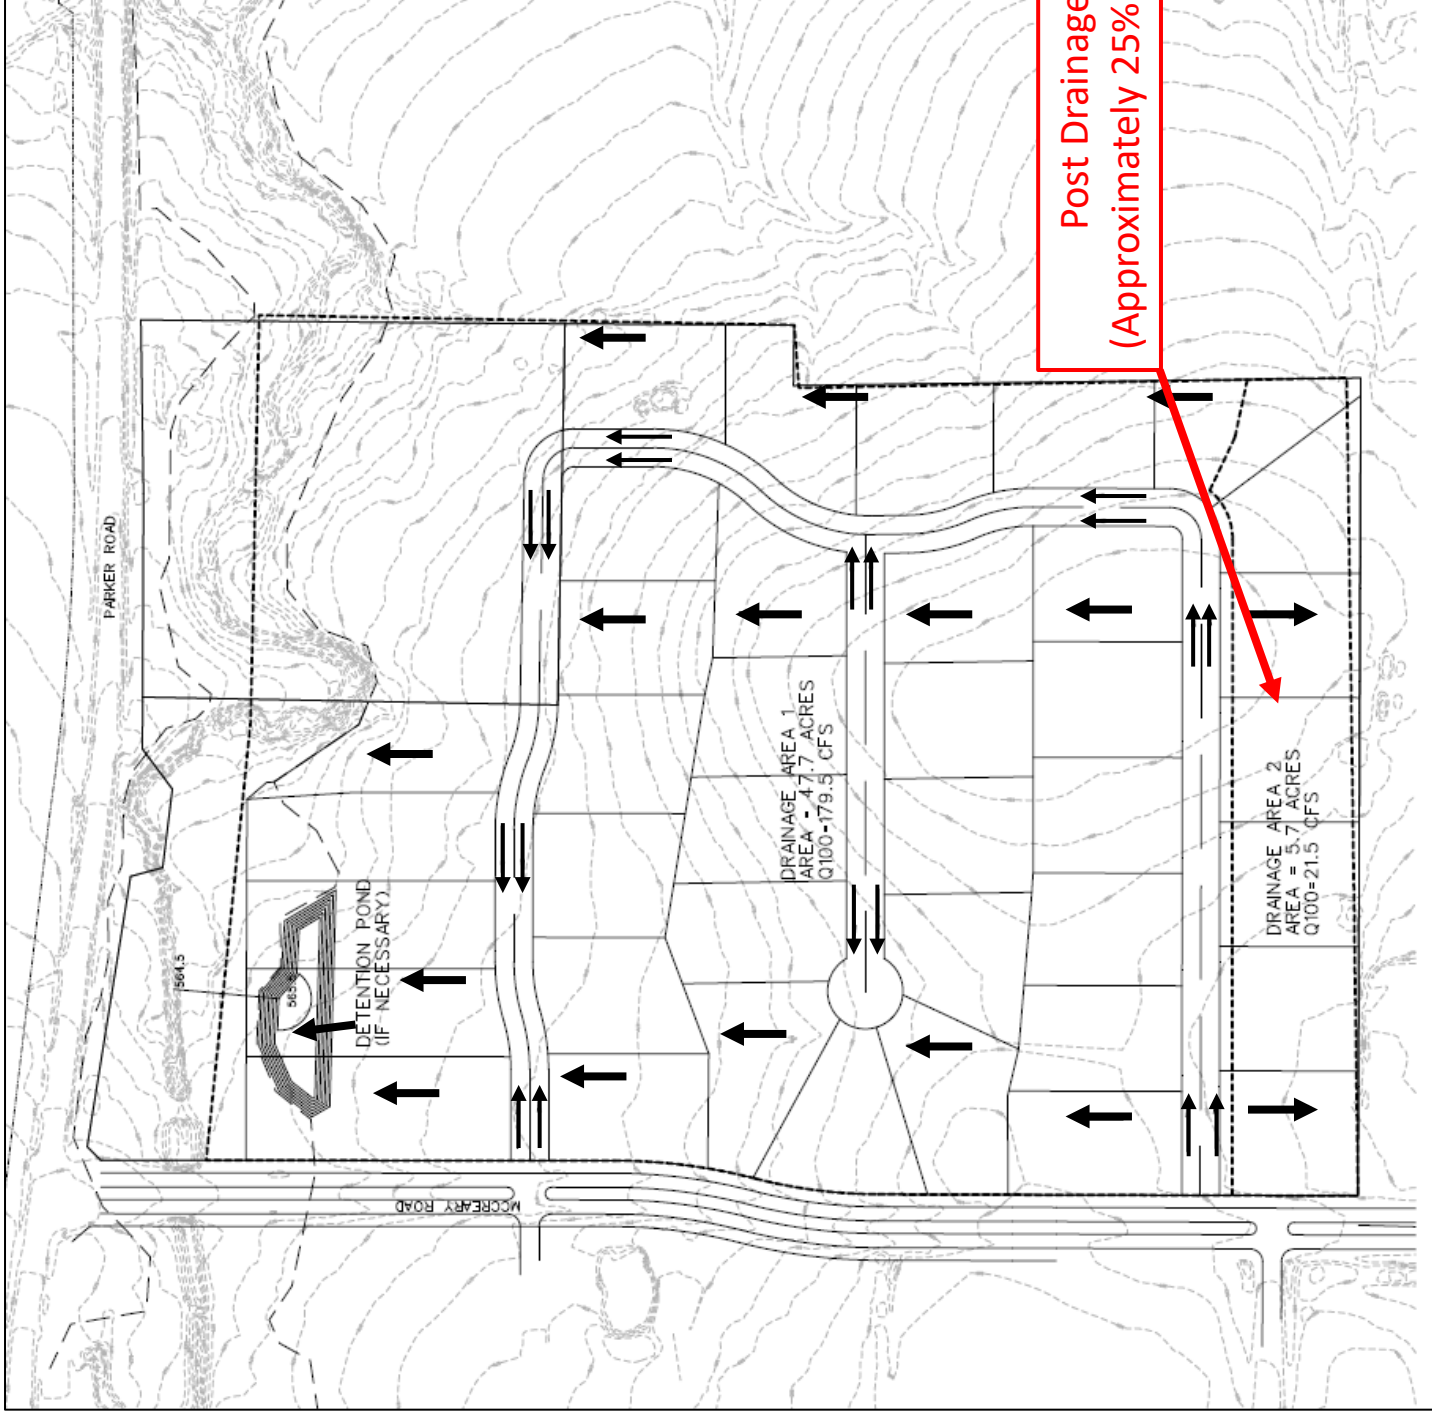 PARKER ROAD
Post Drainage
(Approximately 25%
DRAINAGE AREA 1
AREA - 47.7 ACRES
Q100-179.5 CFS
DRAINAGE AREA 2
AREA = 5.7 ACRES
Q100=21.5 CFS
564.5
DETENTION POND
(IF NECESSARY)
MCCREARY ROAD